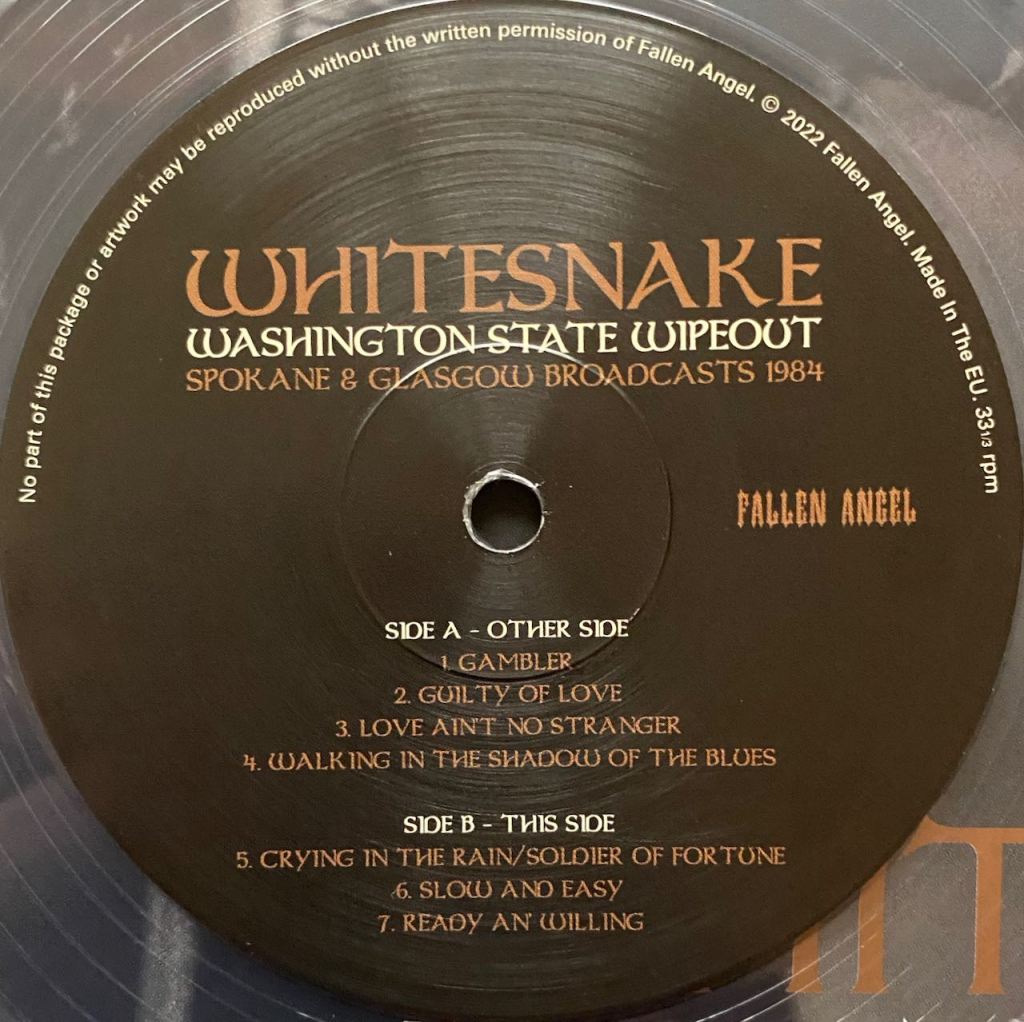 No part of this package or artwork may be reproduced without the written permission of Fallen Angel. © 2022 Fallen Angel. Made In The EU. 33 1/3 rpm
WHITESNAKE
WASHINGTON STATE WIPEOUT
SPOKANE & GLASGOW BROADCASTS 1984
FALLEN ANGEL
SIDE A - OTHER SIDE
1. GAMBLER
2. GUILTY OF LOVE
3. LOVE AIN'T NO STRANGER
4. WALKING IN THE SHADOW OF THE BLUES
SIDE B - THIS SIDE
5. CRYING IN THE RAIN/SOLDIER OF FORTUNE
6. SLOW AND EASY
7. READY AN' WILLING
IT